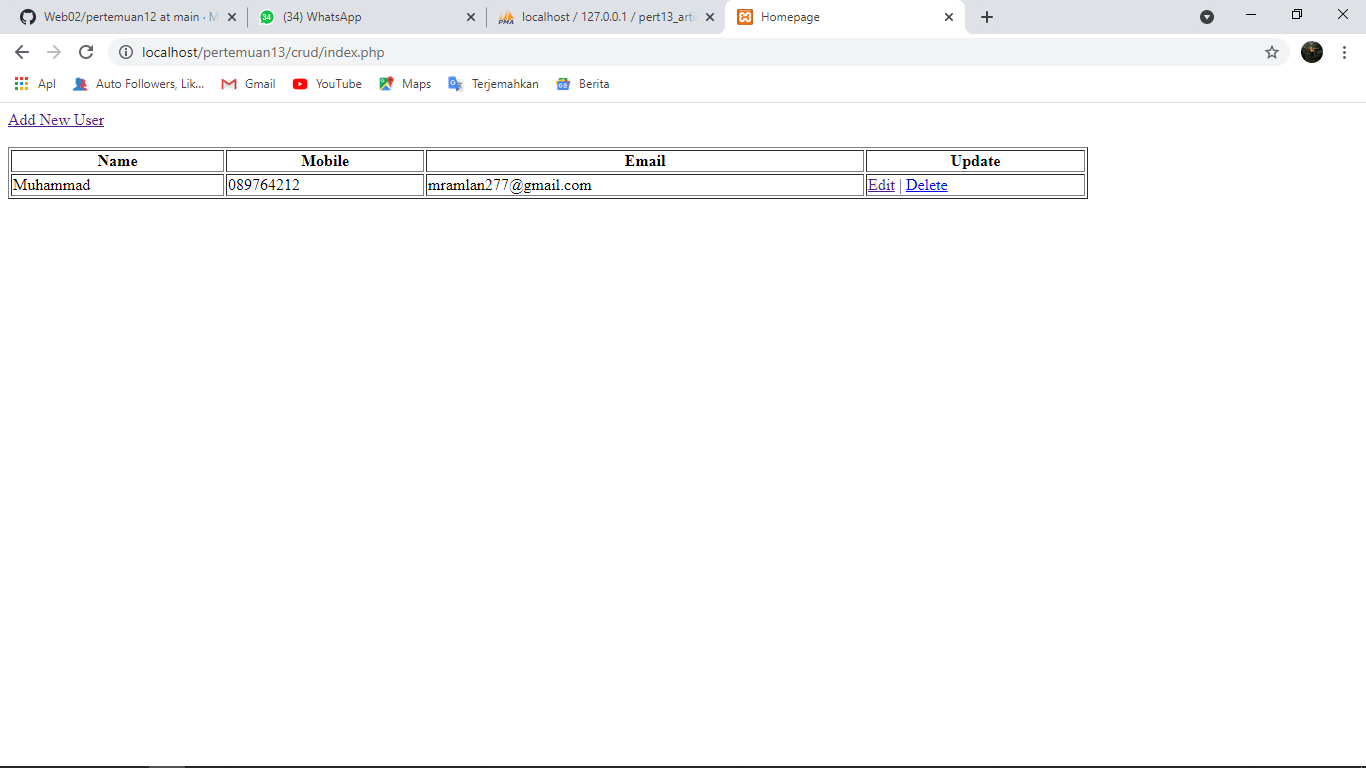 Web02/pertemuan12 at main · M
(34) WhatsApp
localhost / 127.0.0.1 / pert13_arti
Homepage
localhost/pertemuan13/crud/index.php
Apl
Auto Followers, Lik...
Gmail
YouTube
Maps
Terjemahkan
Berita
Add New User
Name Mobile Email Update
Muhammad 089764212 mramlan277@gmail.com Edit | Delete